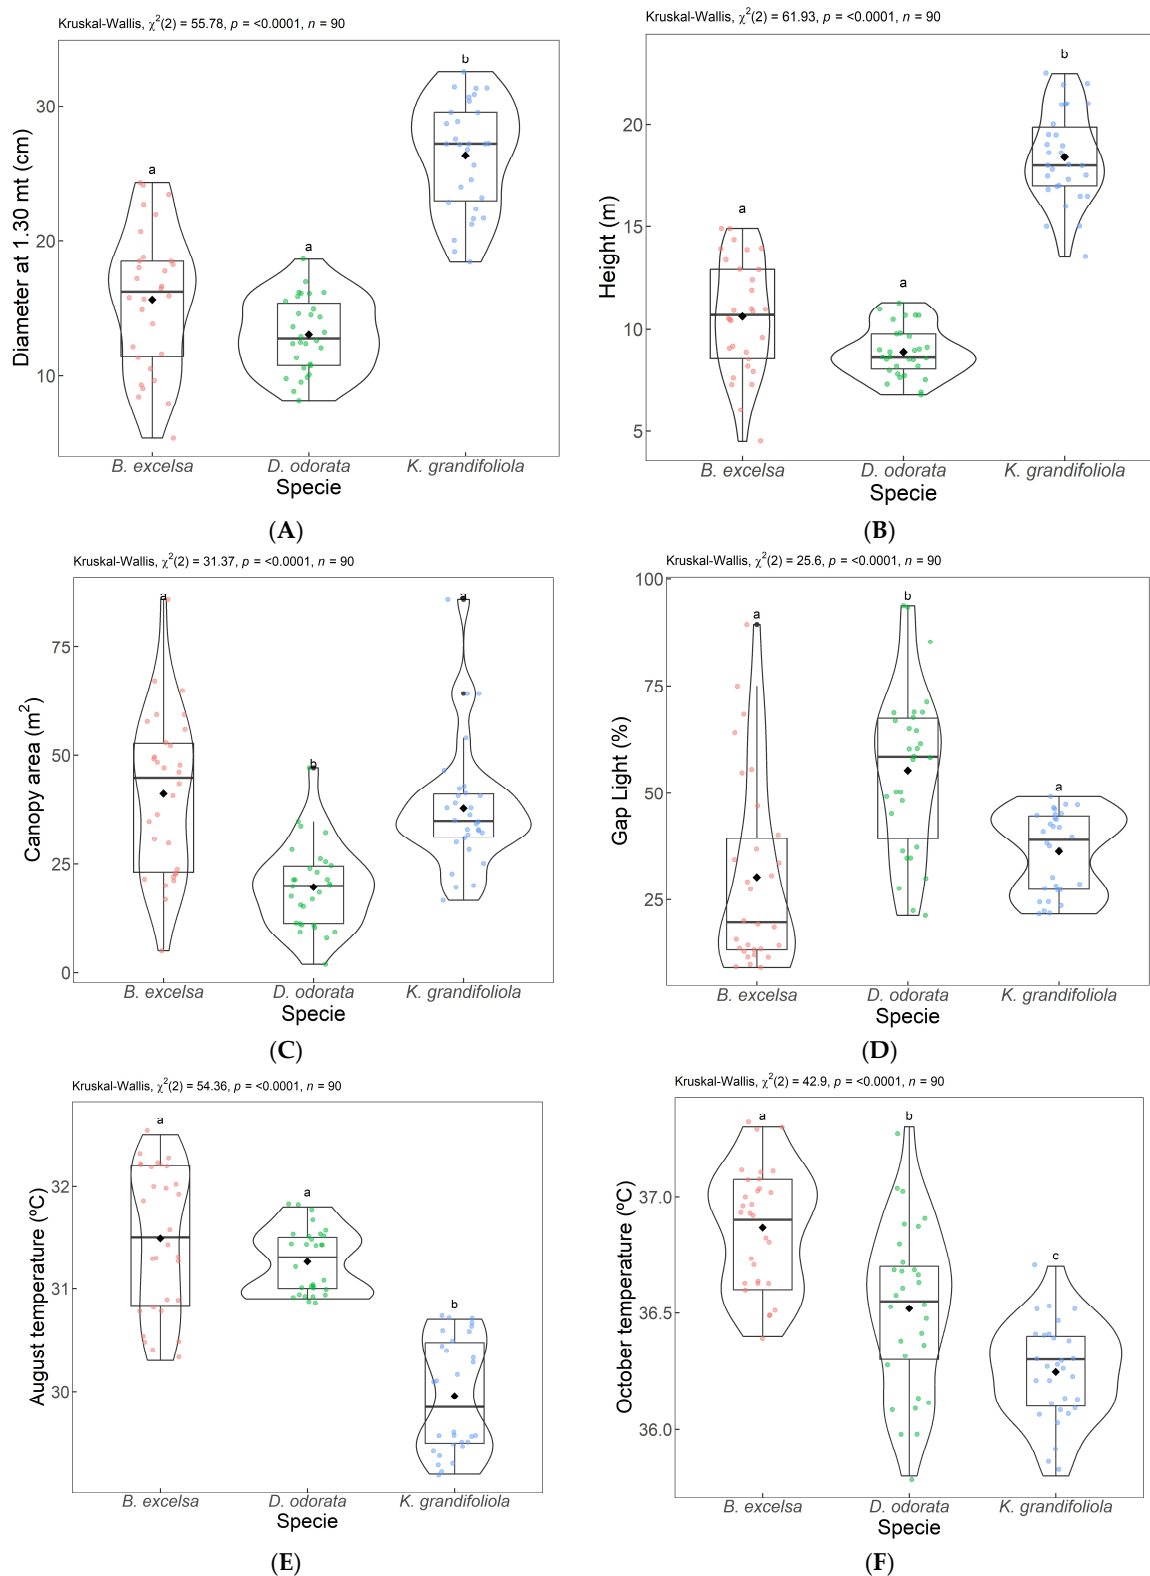 Kruskal-Wallis, χ²(2) = 55.78, p = <0.0001, n = 90
Diameter at 1.30 mt (cm)
30
20
10
a
a
b
B. excelsa D. odorata K. grandifoliola
Specie
(A)
Kruskal-Wallis, χ²(2) = 61.93, p = <0.0001, n = 90
Height (m)
20
15
10
5
a
a
b
B. excelsa D. odorata K. grandifoliola
Specie
(B)
Kruskal-Wallis, χ²(2) = 31.37, p = <0.0001, n = 90
Canopy area (m²)
75
50
25
0
a
b
a
B. excelsa D. odorata K. grandifoliola
Specie
(C)
Kruskal-Wallis, χ²(2) = 25.6, p = <0.0001, n = 90
Gap Light (%)
100
75
50
25
a
b
a
B. excelsa D. odorata K. grandifoliola
Specie
(D)
Kruskal-Wallis, χ²(2) = 54.36, p = <0.0001, n = 90
August temperature (ºC)
32
31
30
a
a
b
B. excelsa D. odorata K. grandifoliola
Specie
(E)
Kruskal-Wallis, χ²(2) = 42.9, p = <0.0001, n = 90
October temperature (ºC)
37.0
36.5
36.0
a
b
c
B. excelsa D. odorata K. grandifoliola
Specie
(F)